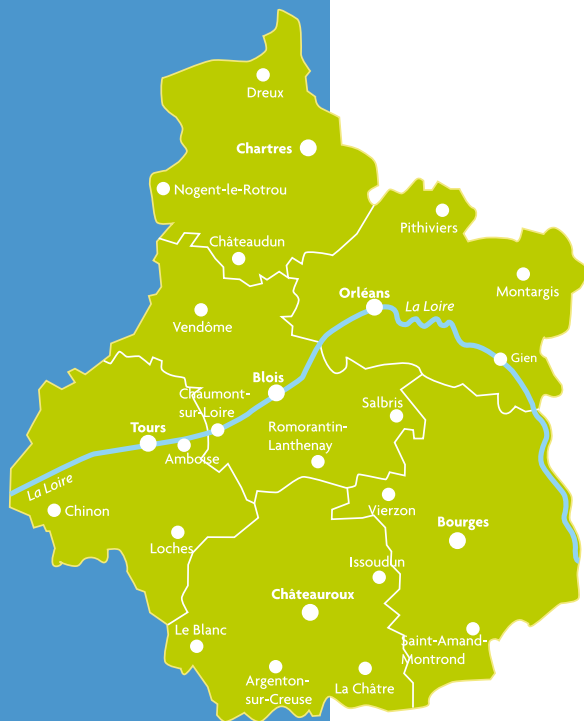 Dreux
Chartres
Nogent-le-Rotrou
Pithiviers
Châteaudun
Montargis
Orléans
La Loire
Vendôme
Gien
Blois
Chaumont-
sur-Loire
Salbris
Tours
Romorantin-
Lanthenay
Amboise
La Loire
Chinon
Vierzon
Bourges
Loches
Issoudun
Châteauroux
Le Blanc
Saint-Amand-
Montrond
Argenton-
sur-Creuse
La Châtre